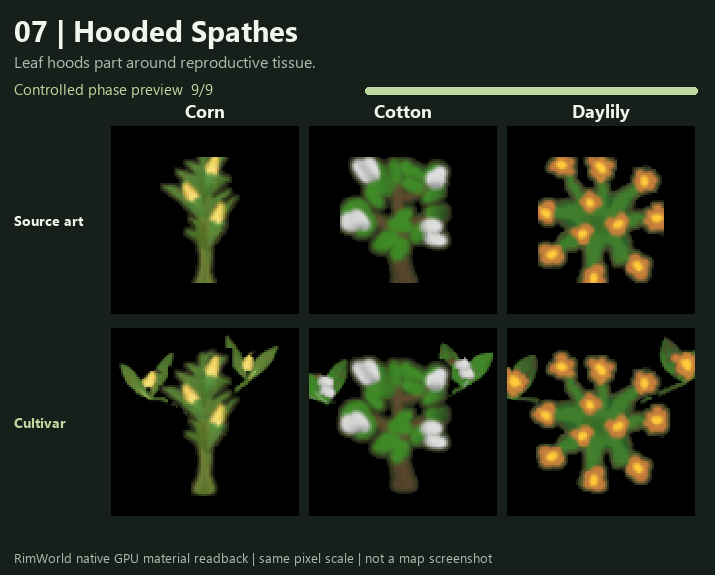 07 | Hooded Spathes
Leaf hoods part around reproductive tissue.
Controlled phase preview 9/9
Corn Cotton Daylily
Source art
Cultivar
RimWorld native GPU material readback | same pixel scale | not a map screenshot